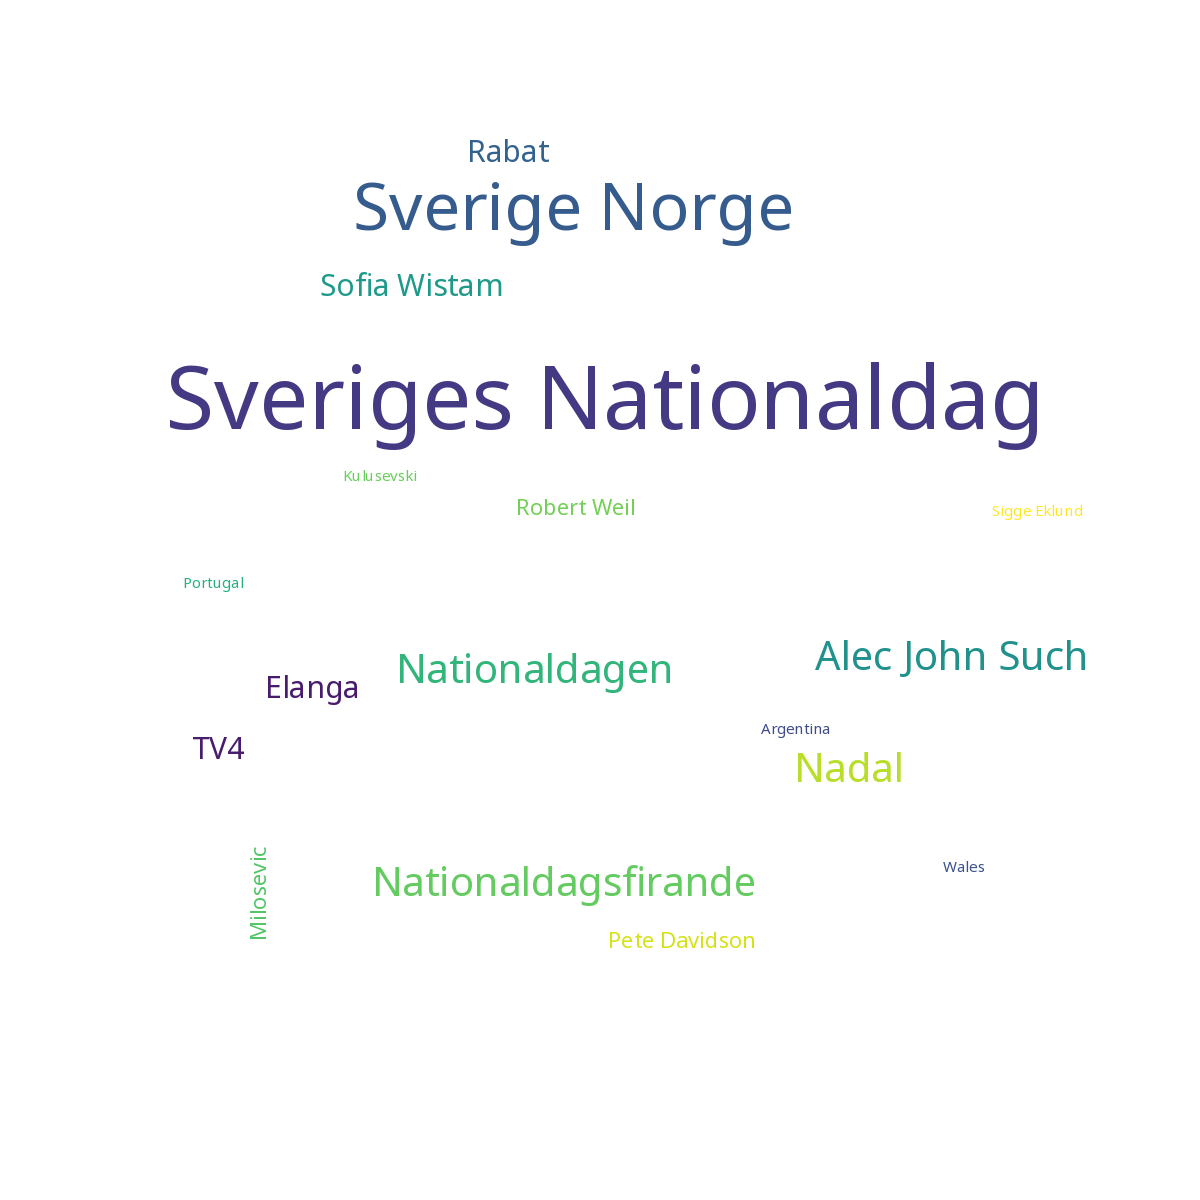 Rabat
Sverige Norge
Sofia Wistam
Sveriges Nationaldag
Kulusevski
Robert Weil
Sigge Eklund
Portugal
Alec John Such
Nationaldagen
Elanga
Argentina
TV4
Nadal
Wales
Nationaldagsfirande
Milosevic
Pete Davidson